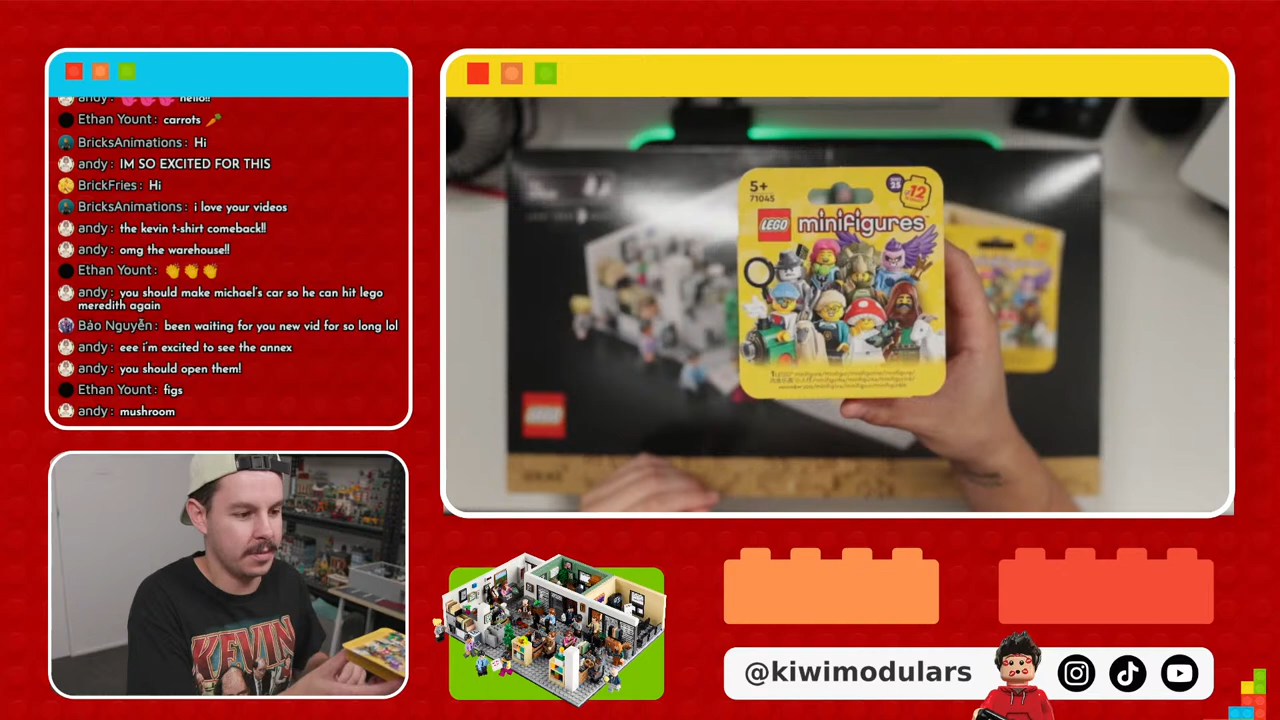 andy: hello!!
Ethan Yount: carrots 🥕
BricksAnimations: Hi
andy: IM SO EXCITED FOR THIS
BrickFries: Hi
BricksAnimations: i love your videos
andy: the kevin t-shirt comeback!!
andy: omg the warehouse!!
Ethan Yount: 👏👏👏
andy: you should make michael's car so he can hit lego
meredith again
Bảo Nguyễn: been waiting for you new vid for so long lol
andy: eee i'm excited to see the annex
andy: you should open them!
Ethan Yount: figs
andy: mushroom
5+
71045
25
12
LEGO minifigures
LEGO
KEVIN
@kiwimodulars